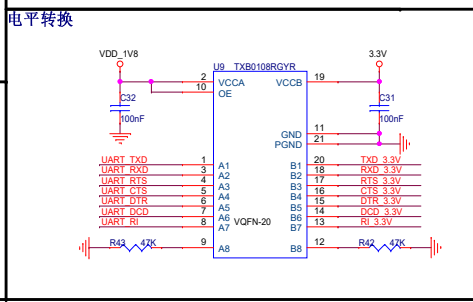 电平转换
VDD_1V8
3.3V
U9 TXB0108RGYR
2 VCCA VCCB 19
10 OE
C32
100nF
C31
100nF
GND 11
PGND 21
UART_TXD 1 A1 B1 20 TXD_3.3V
UART_RXD 3 A2 B2 18 RXD_3.3V
UART_RTS 4 A3 B3 17 RTS_3.3V
UART_CTS 5 A4 B4 16 CTS_3.3V
UART_DTR 6 A5 B5 15 DTR_3.3V
UART_DCD 7 A6 B6 14 DCD_3.3V
UART_RI 8 A7 B7 13 RI_3.3V
VQFN-20
R43 47K 9 A8 B8 12 R42 47K